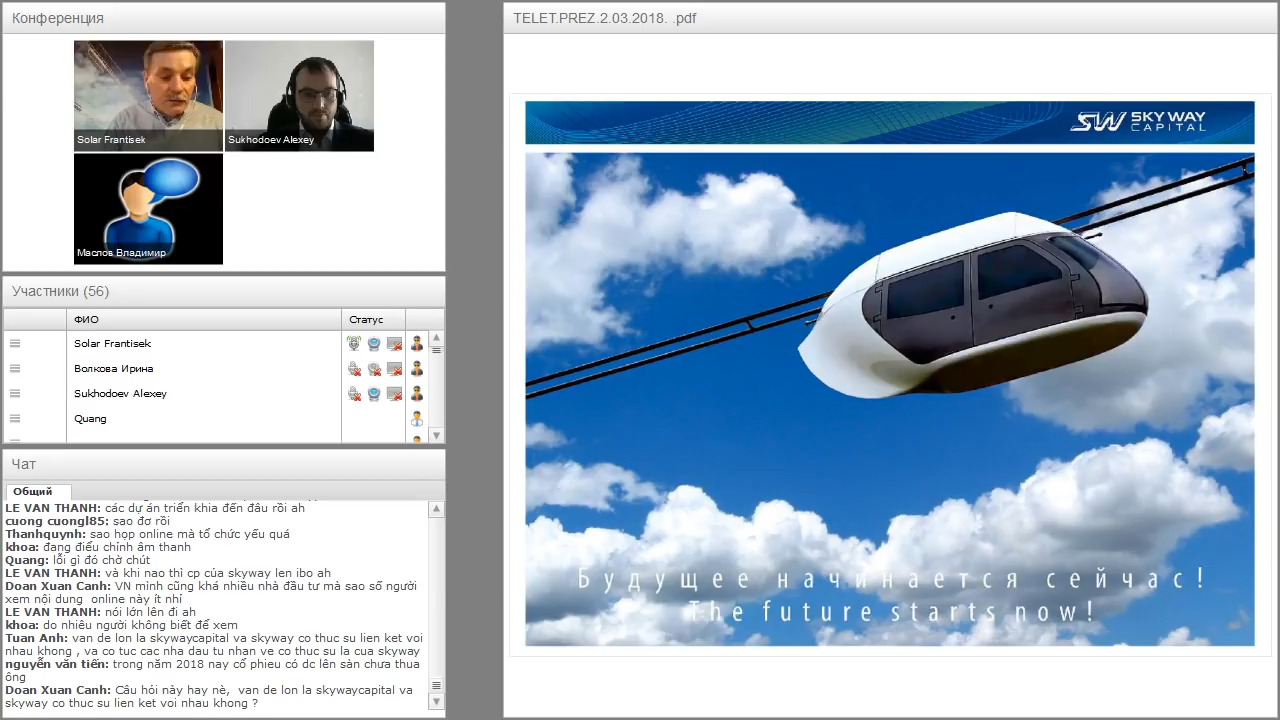 Конференция
Solar Frantisek
Sukhodoev Alexey
Маслов Владимир
Участники (56)
ФИО
Статус
Solar Frantisek
Волкова Ирина
Sukhodoev Alexey
Quang
Чат
Общий
LE VAN THANH: các dự án triển khia đến đâu rồi ah
cuong cuongl85: sao đơ rồi
Thanhquynh: sao họp online mà tổ chức yếu quá
khoa: đang điểu chỉnh âm thanh
Quang: lỗi gì đó chờ chút
LE VAN THANH: và khi nao thì cp của skyway len ibo ah
Doan Xuan Canh: VN mình cũng khá nhiều nhà đầu tư mà sao số người
xem nội dung online này ít nhỉ
LE VAN THANH: nói lớn lên đi ah
khoa: do nhiêu người không biết để xem
Tuan Anh: van de lon la skywaycapital va skyway co thuc su lien ket voi
nhau khong , va co tuc cac nha dau tu nhan ve co thuc su la cua skyway
nguyễn văn tiến: trong năm 2018 nay cổ phieu có dc lên sàn chưa thua
ông
Doan Xuan Canh: Câu hỏi này hay nè, van de lon la skywaycapital va
skyway co thuc su lien ket voi nhau khong ?
TELET.PREZ.2.03.2018. .pdf
SW SKY WAY
CAPITAL
Будущее начинается сейчас!
The future starts now!